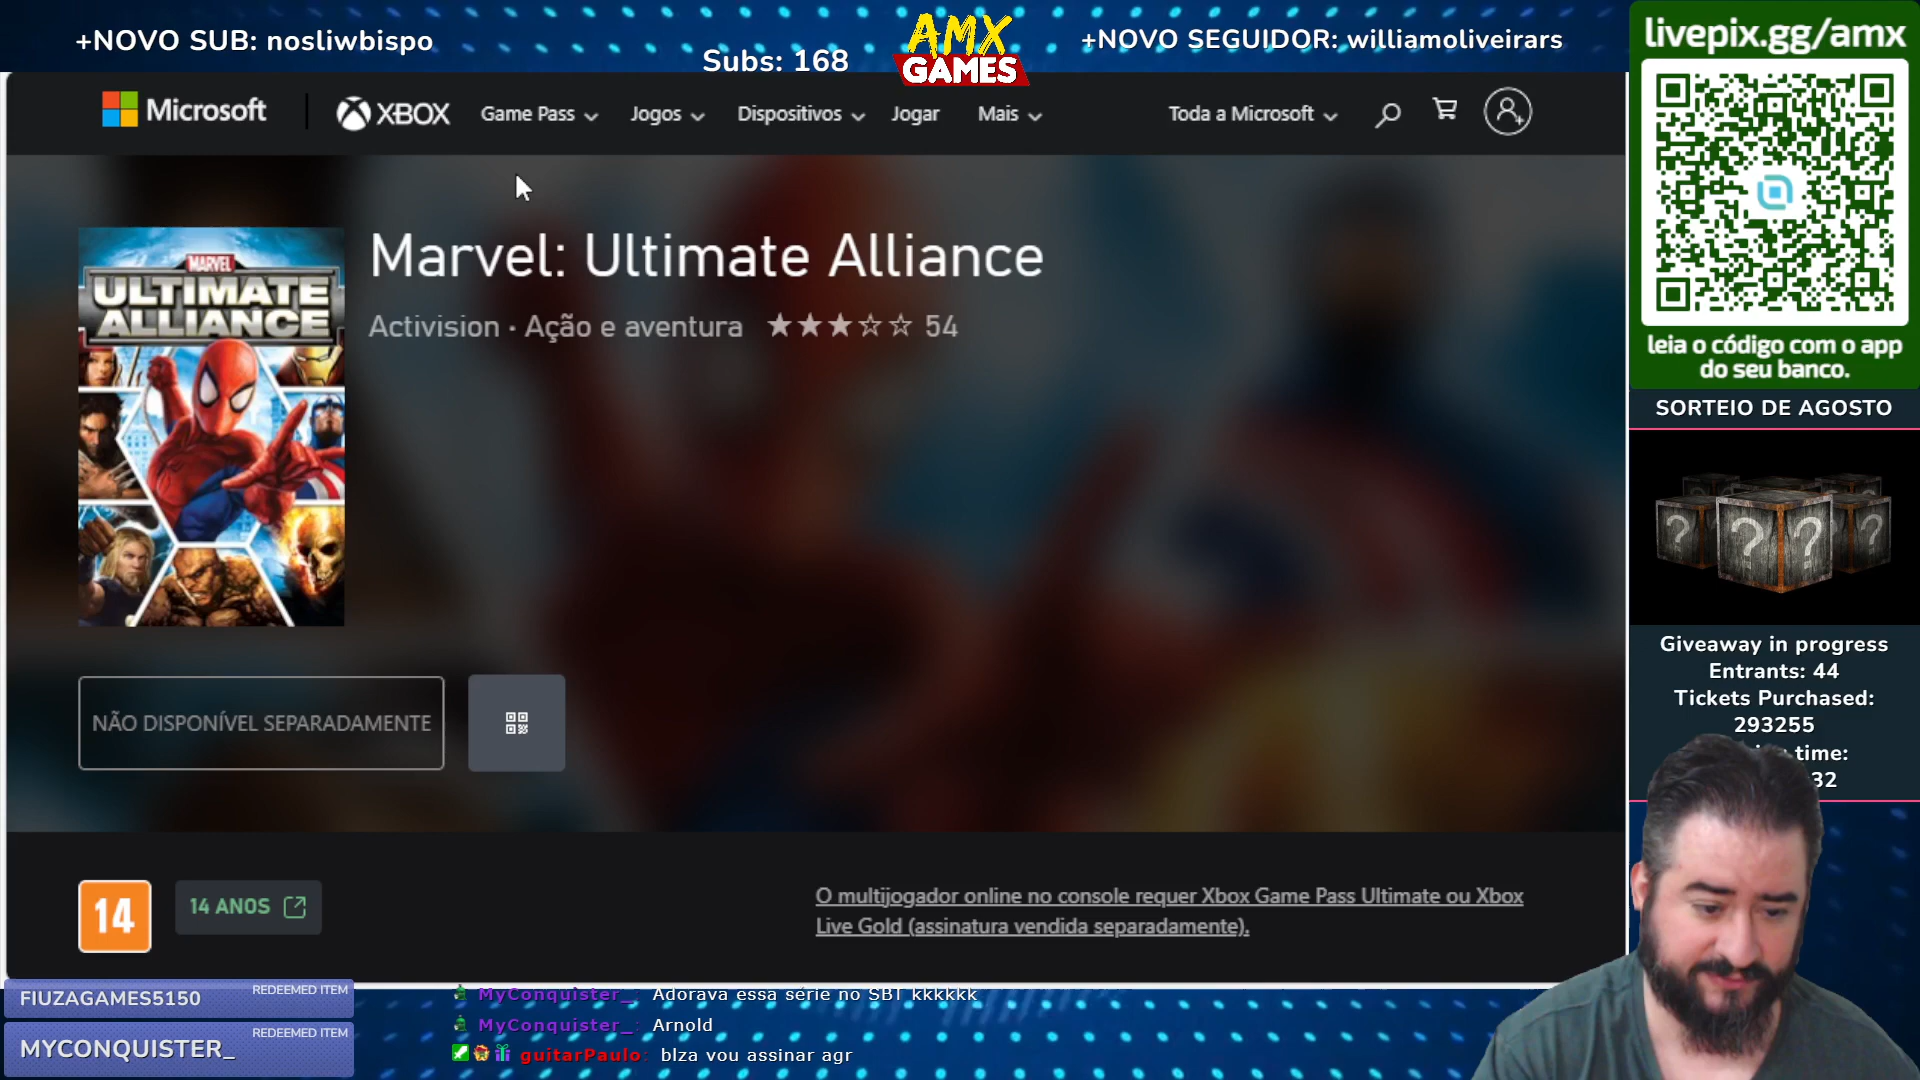 +NOVO SUB: nosliwbispo
Subs: 168
AMX
GAMES
+NOVO SEGUIDOR: williamoliveirars
livepix.gg/amx
Microsoft
XBOX
Game Pass
Jogos
Dispositivos
Jogar
Mais
Toda a Microsoft
MARVEL
ULTIMATE
ALLIANCE
Marvel: Ultimate Alliance
Activision · Ação e aventura
54
leia o código com o app
do seu banco.
SORTEIO DE AGOSTO
? ? ? ?
Giveaway in progress
Entrants: 44
Tickets Purchased:
293255
time:
32
NÃO DISPONÍVEL SEPARADAMENTE
14
14 ANOS
O multijogador online no console requer Xbox Game Pass Ultimate ou Xbox
Live Gold (assinatura vendida separadamente).
FIUZAGAMES5150
REDEEMED ITEM
MYCONQUISTER_
REDEEMED ITEM
MyConquister_: Adorava essa série no SBT kkkkkk
MyConquister_: Arnold
guitarPaulo: blza vou assinar agr